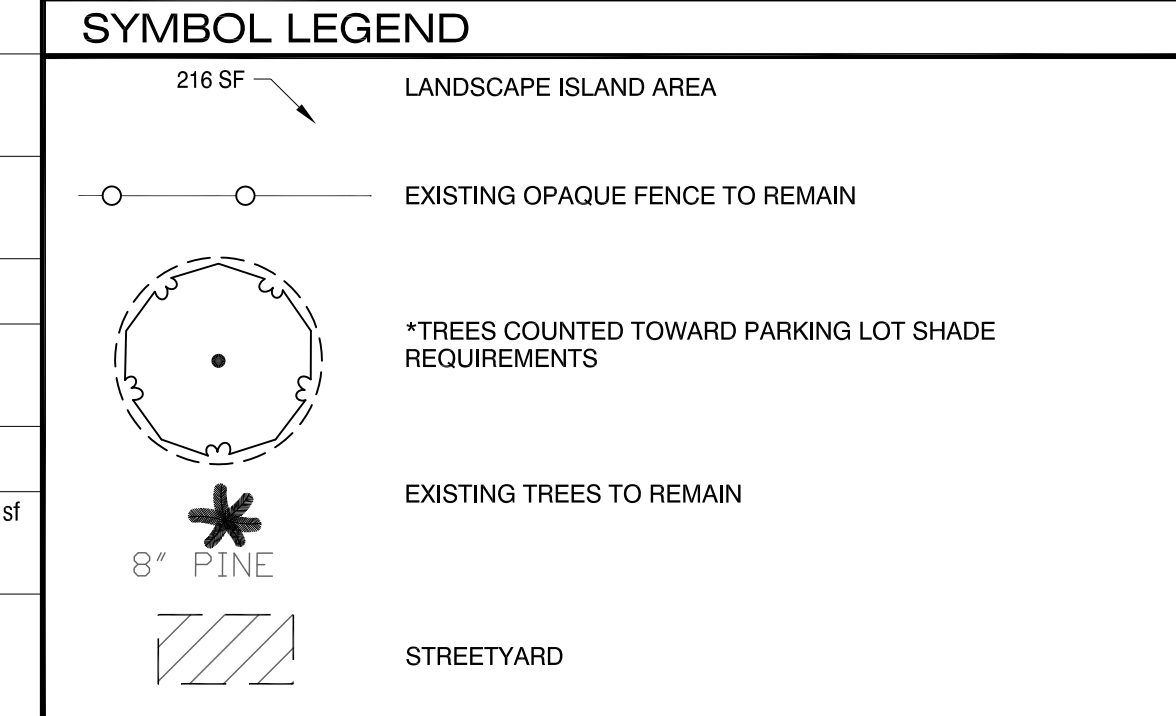 SYMBOL LEGEND
216 SF
LANDSCAPE ISLAND AREA
EXISTING OPAQUE FENCE TO REMAIN
*TREES COUNTED TOWARD PARKING LOT SHADE
REQUIREMENTS
EXISTING TREES TO REMAIN
sf
8" PINE
STREETYARD